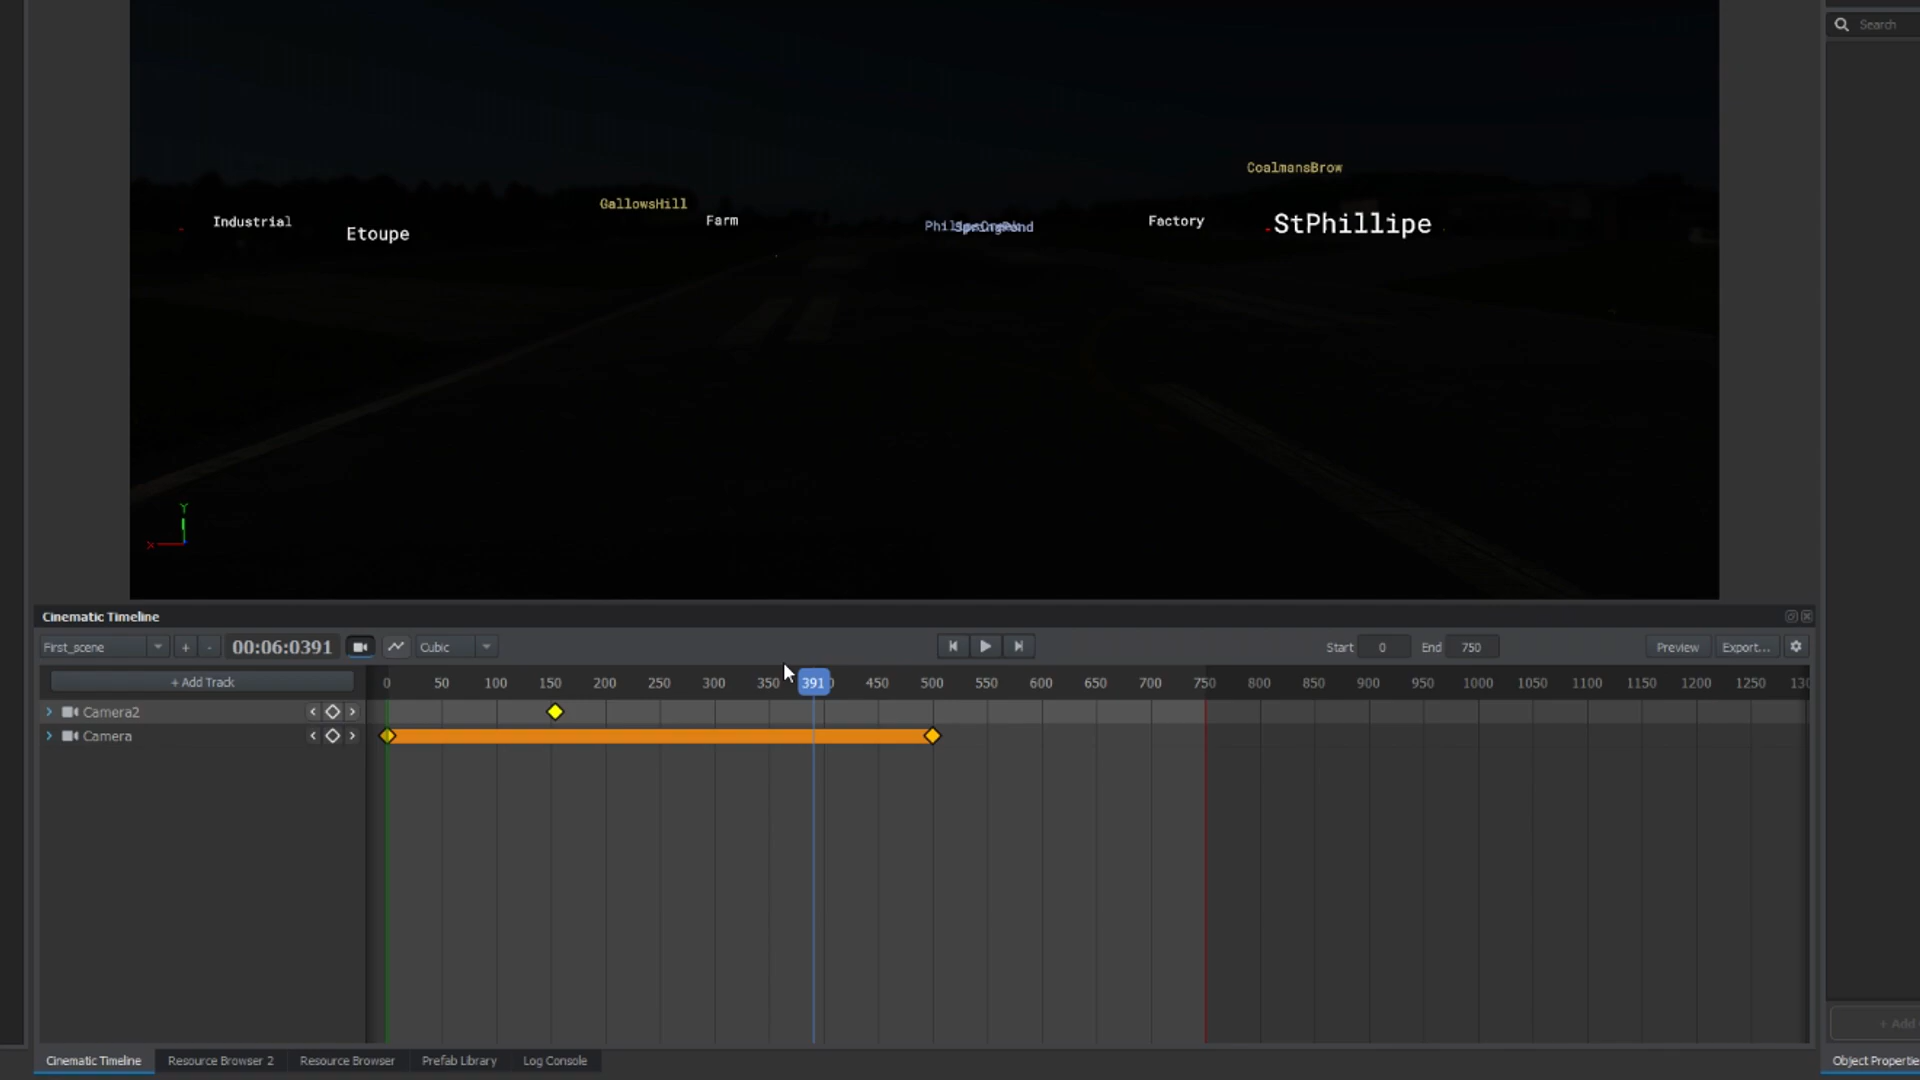 Search
CoalmansBrow
GallowsHill
Industrial
Farm
Factory
StPhillipe
Etoupe
Y
X
Cinematic Timeline
First_scene
+
-
00:06:0391
Cubic
Start 0 End 750
Preview
Export...
+ Add Track
0 50 100 150 200 250 300 350 391 450 500 550 600 650 700 750 800 850 900 950 1000 1050 1100 1150 1200 1250
Camera2
Camera
+ Add
Cinematic Timeline
Resource Browser 2
Resource Browser
Prefab Library
Log Console